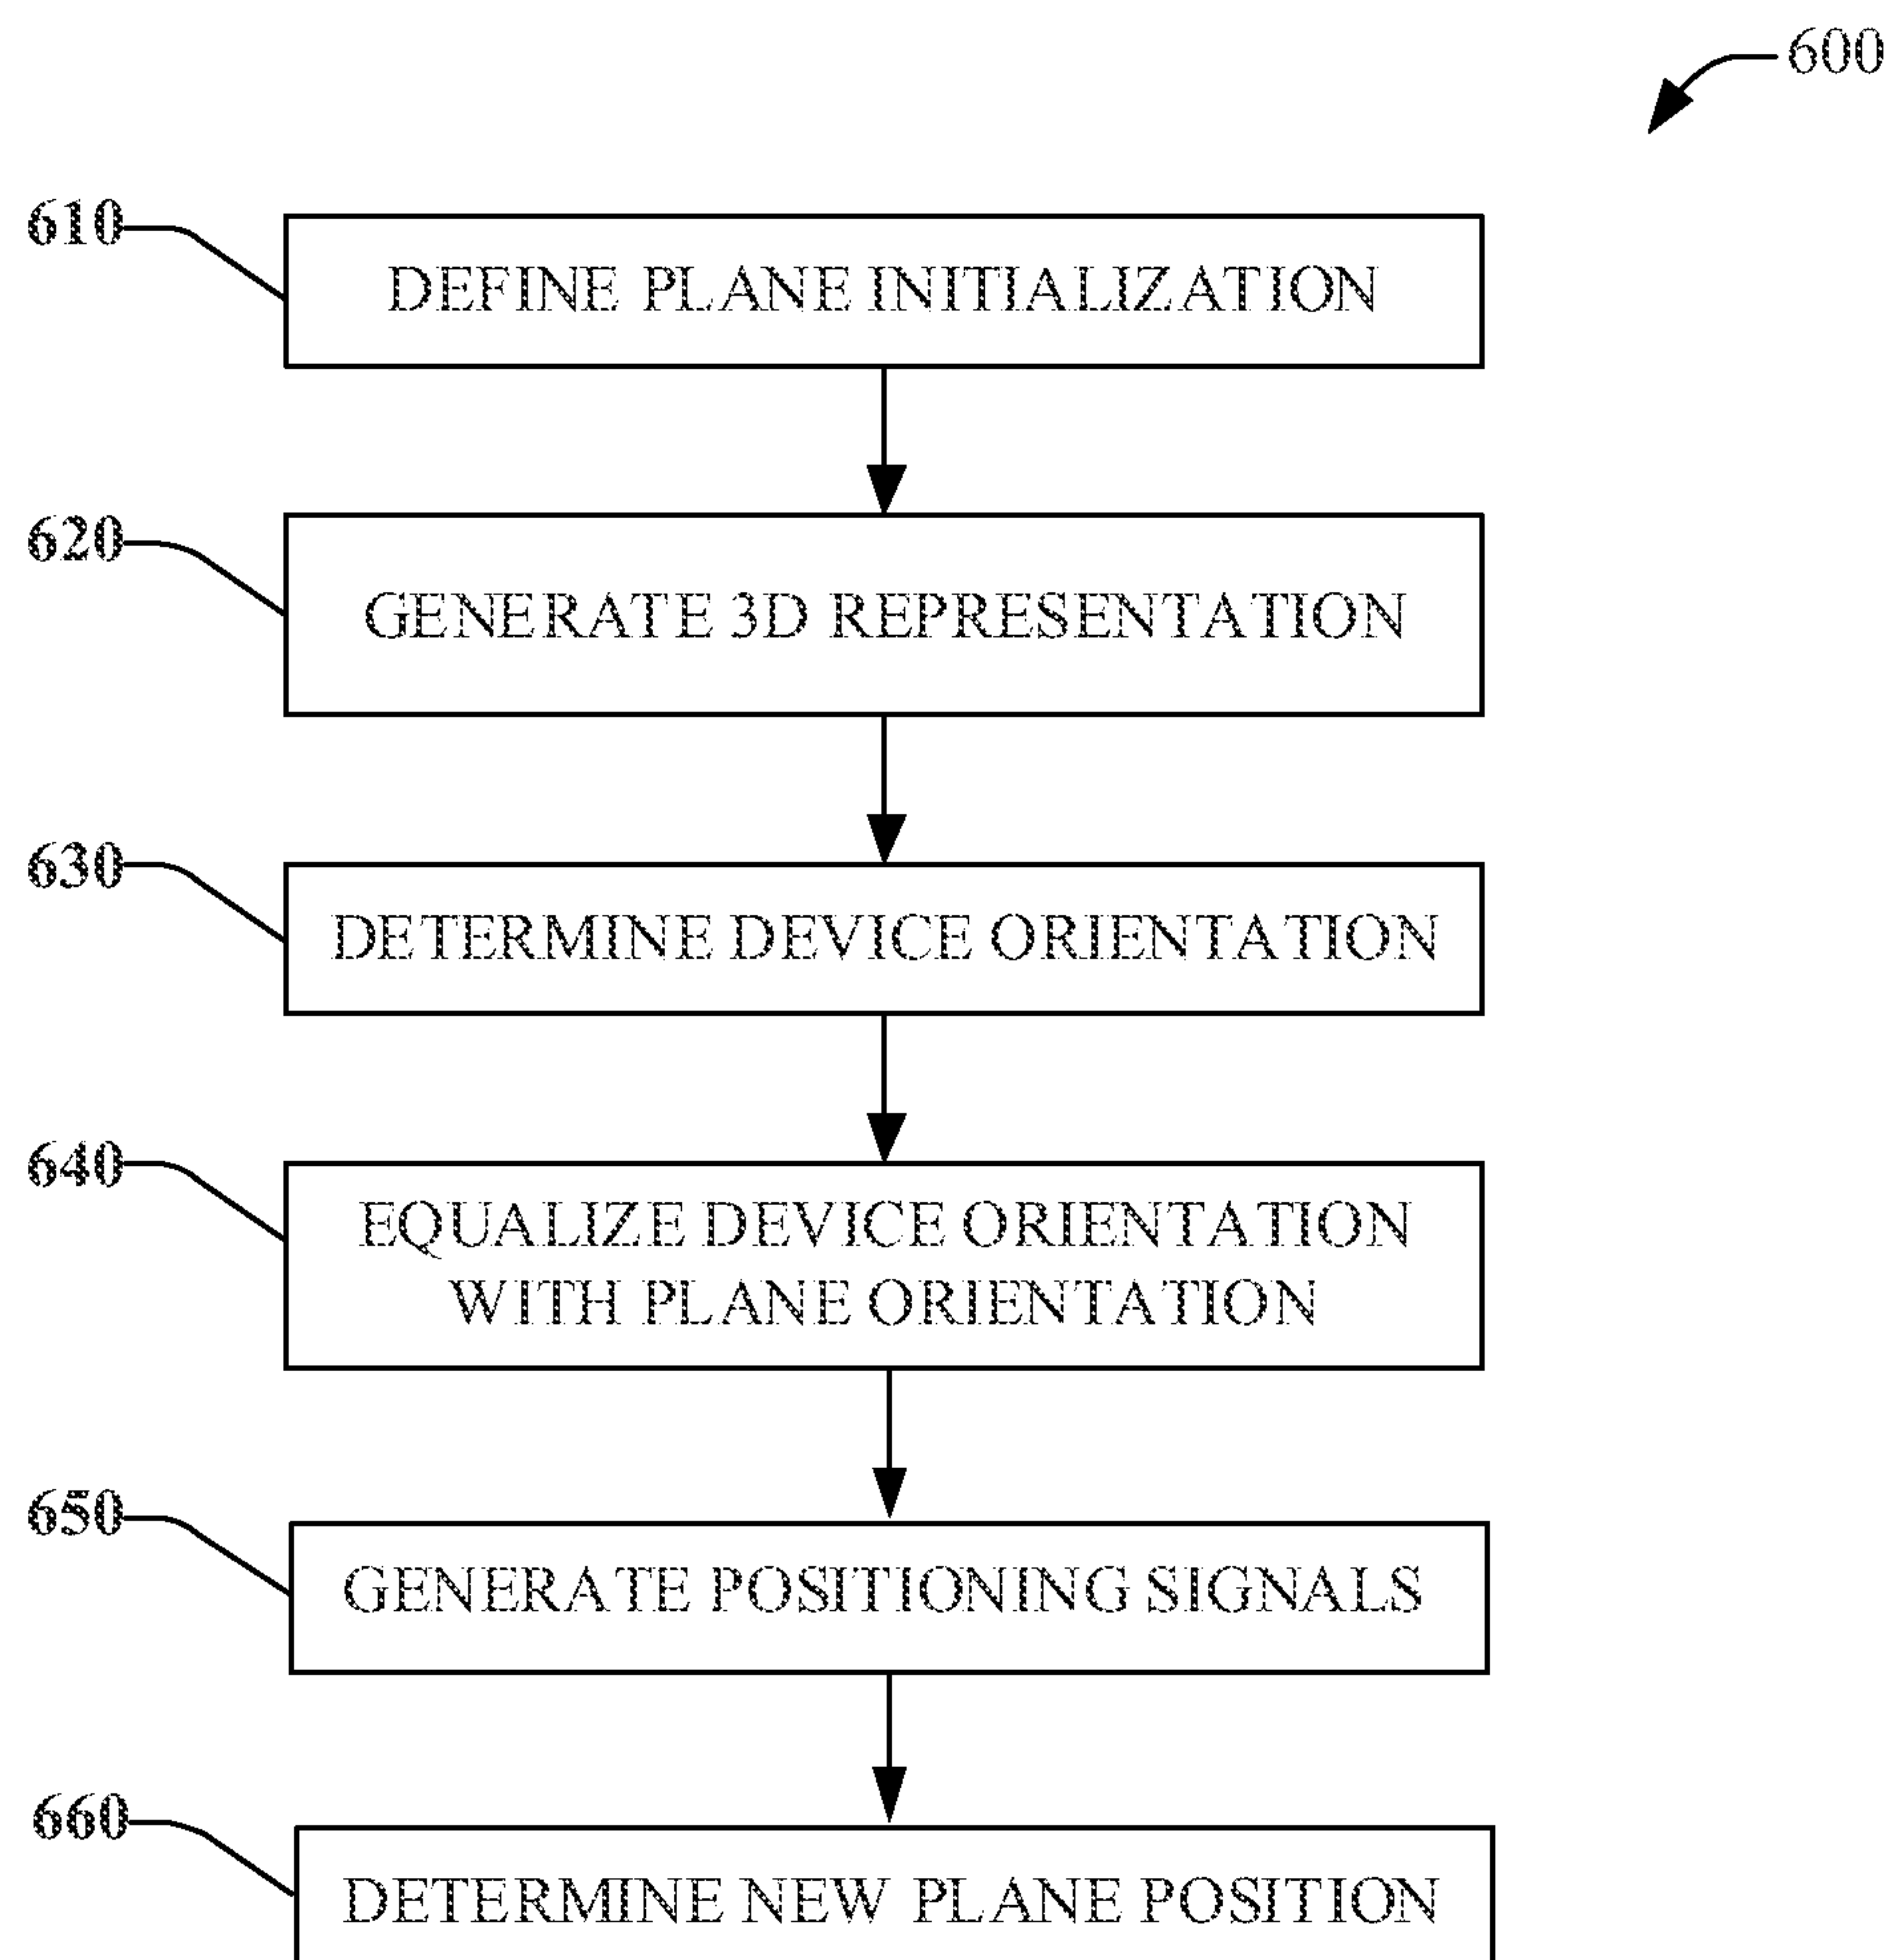 600
610
DEFINE PLANE INITIALIZATION
620
GENERATE 3D REPRESENTATION
630
DETERMINE DEVICE ORIENTATION
640
EQUALIZE DEVICE ORIENTATION
WITH PLANE ORIENTATION
650
GENERATE POSITIONING SIGNALS
660
DETERMINE NEW PLANE POSITION